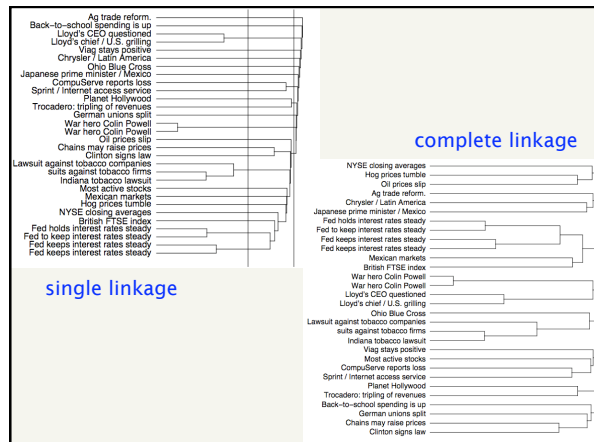 Ag trade reform.
Back−to−school spending is up
Lloyd's CEO questioned
Lloyd's chief / U.S. grilling
Viag stays positive
Chrysler / Latin America
Ohio Blue Cross
Japanese prime minister / Mexico
CompuServe reports loss
Sprint / Internet access service
Planet Hollywood
Trocadero: tripling of revenues
German unions split
War hero Colin Powell
War hero Colin Powell
Oil prices slip
Chains may raise prices
Clinton signs law
Lawsuit against tobacco companies
suits against tobacco firms
Indiana tobacco lawsuit
Most active stocks
Mexican markets
Hog prices tumble
NYSE closing averages
British FTSE index
Fed holds interest rates steady
Fed to keep interest rates steady
Fed keeps interest rates steady
Fed keeps interest rates steady
single linkage
complete linkage
NYSE closing averages
Hog prices tumble
Oil prices slip
Ag trade reform.
Chrysler / Latin America
Japanese prime minister / Mexico
Fed holds interest rates steady
Fed to keep interest rates steady
Fed keeps interest rates steady
Fed keeps interest rates steady
Mexican markets
British FTSE index
War hero Colin Powell
War hero Colin Powell
Lloyd's CEO questioned
Lloyd's chief / U.S. grilling
Ohio Blue Cross
Lawsuit against tobacco companies
suits against tobacco firms
Indiana tobacco lawsuit
Viag stays positive
Most active stocks
CompuServe reports loss
Sprint / Internet access service
Planet Hollywood
Trocadero: tripling of revenues
Back−to−school spending is up
German unions split
Chains may raise prices
Clinton signs law